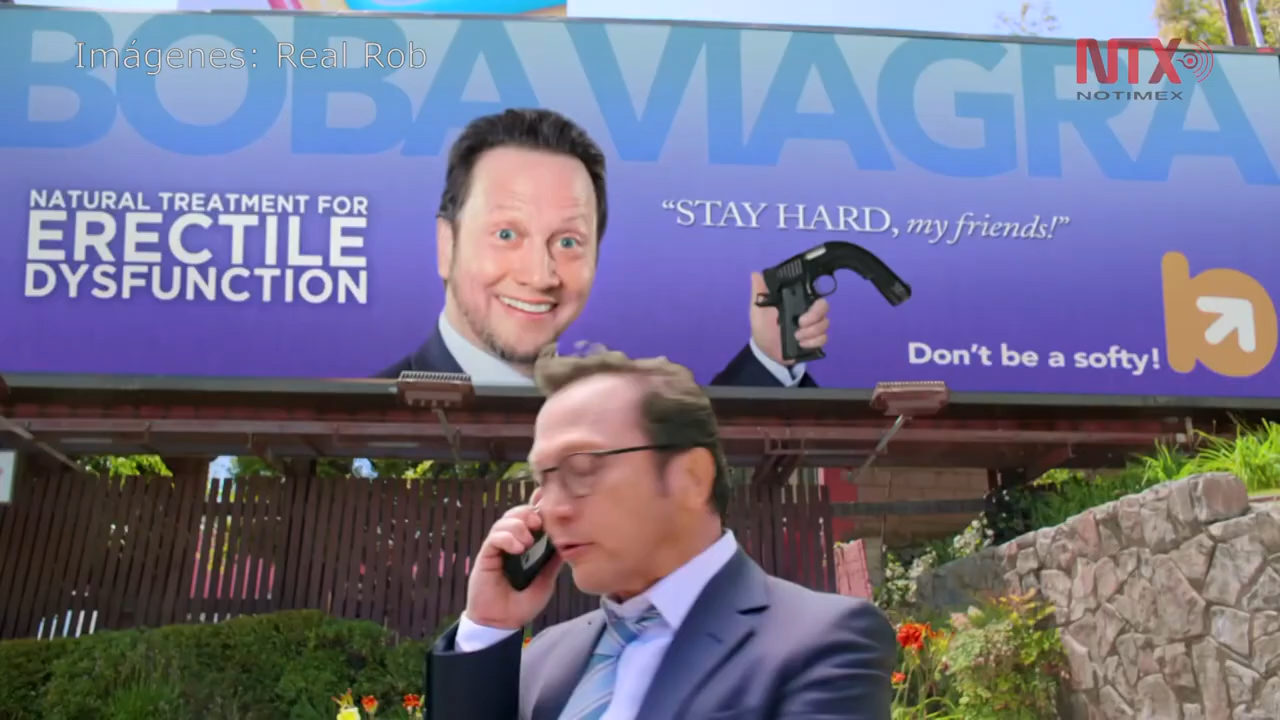 BOBAVIAGRA
Imágenes: Real Rob
NTX
NOTIMEX
NATURAL TREATMENT FOR
ERECTILE
DYSFUNCTION
“STAY HARD, my friends!”
Don't be a softy!
b